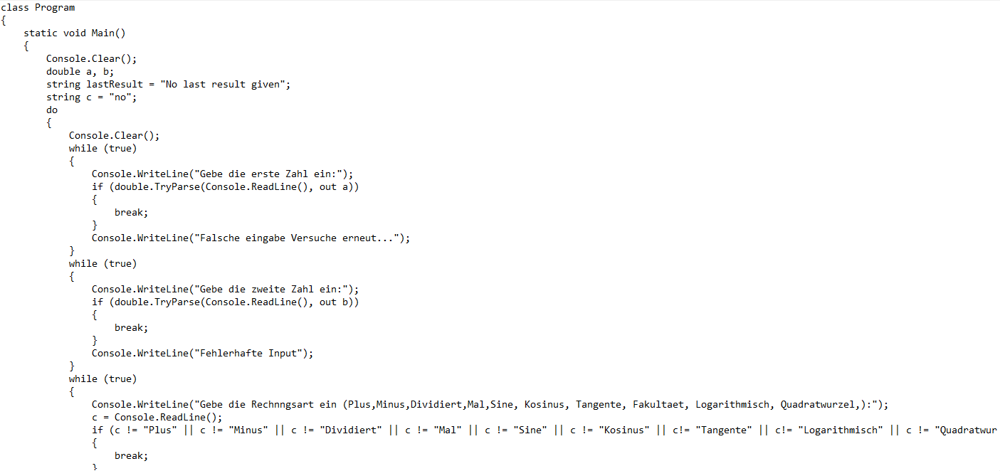 class Program
{
    static void Main()
    {
        Console.Clear();
        double a, b;
        string lastResult = "No last result given";
        string c = "no";
        do
        {
            Console.Clear();
            while (true)
            {
                Console.WriteLine("Gebe die erste Zahl ein:");
                if (double.TryParse(Console.ReadLine(), out a))
                {
                    break;
                }
                Console.WriteLine("Falsche eingabe Versuche erneut...");
            }
            while (true)
            {
                Console.WriteLine("Gebe die zweite Zahl ein:");
                if (double.TryParse(Console.ReadLine(), out b))
                {
                    break;
                }
                Console.WriteLine("Fehlerhafte Input");
            }
            while (true)
            {
                Console.WriteLine("Gebe die Rechnngsart ein (Plus,Minus,Dividiert,Mal,Sine, Kosinus, Tangente, Fakultaet, Logarithmisch, Quadratwurzel,):");
                c = Console.ReadLine();
                if (c != "Plus" || c != "Minus" || c != "Dividiert" || c != "Mal" || c != "Sine" || c != "Kosinus" || c!= "Tangente" || c!= "Logarithmisch" || c != "Quadratwur
                {
                    break;
                }